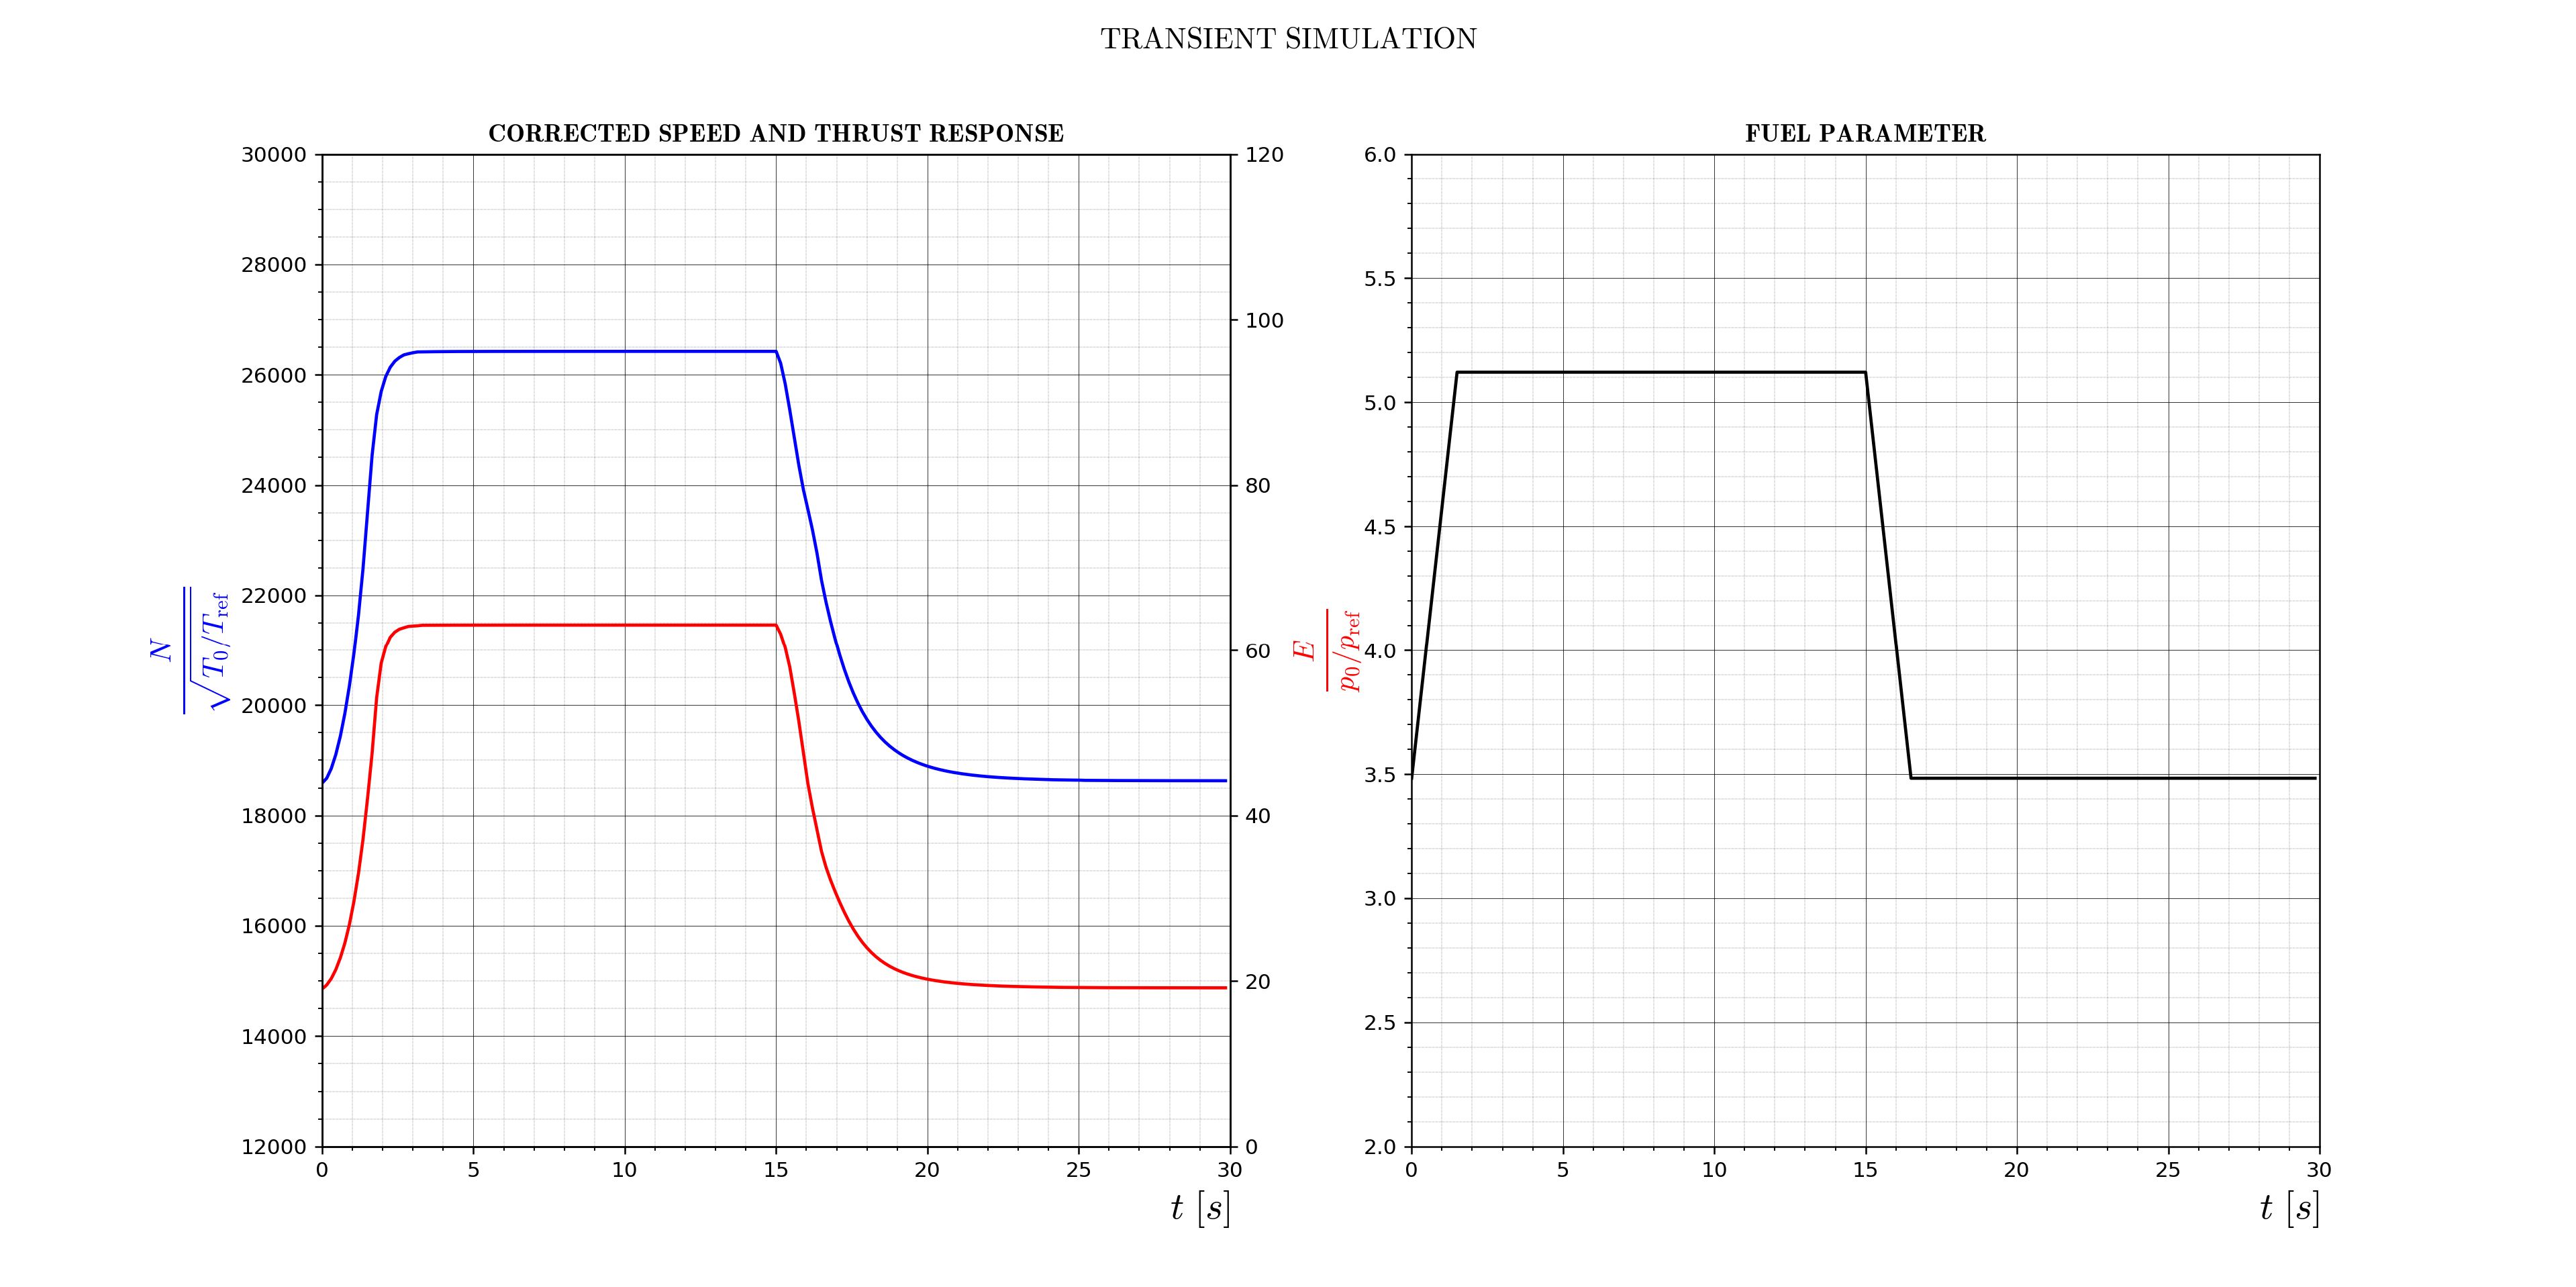 TRANSIENT SIMULATION
CORRECTED SPEED AND THRUST RESPONSE
30000
28000
26000
24000
22000
20000
18000
16000
14000
12000
N
√T0/Tref
0 5 10 15 20 25 30
t [s]
120
100
80
60
40
20
0
E
p0/pref
FUEL PARAMETER
6.0
5.5
5.0
4.5
4.0
3.5
3.0
2.5
2.0
0 5 10 15 20 25 30
t [s]